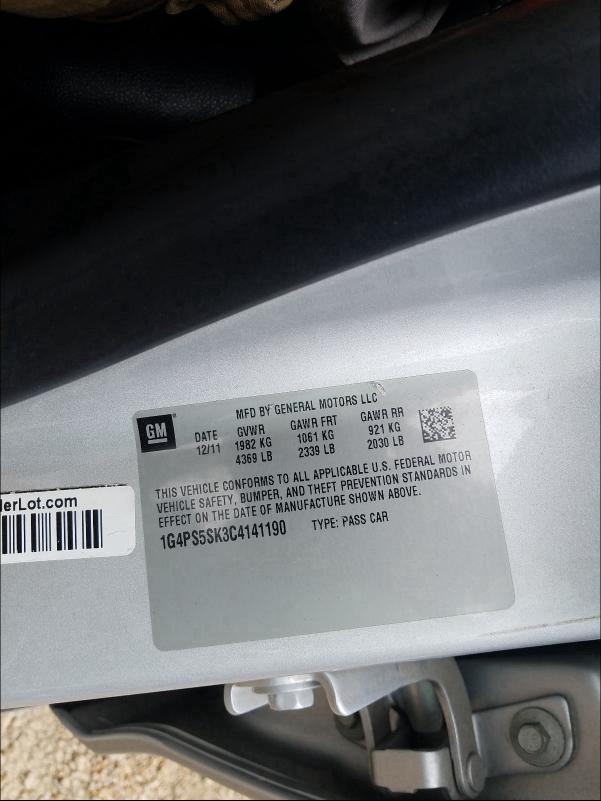 MFD BY GENERAL MOTORS LLC
GM DATE GVWR GAWR FRT GAWR RR
12/11 1982 KG 1061 KG 921 KG
4369 LB 2339 LB 2030 LB
THIS VEHICLE CONFORMS TO ALL APPLICABLE U.S. FEDERAL MOTOR
VEHICLE SAFETY, BUMPER, AND THEFT PREVENTION STANDARDS IN
EFFECT ON THE DATE OF MANUFACTURE SHOWN ABOVE.
1G4PS5SK3C4141190 TYPE: PASS CAR
lerLot.com